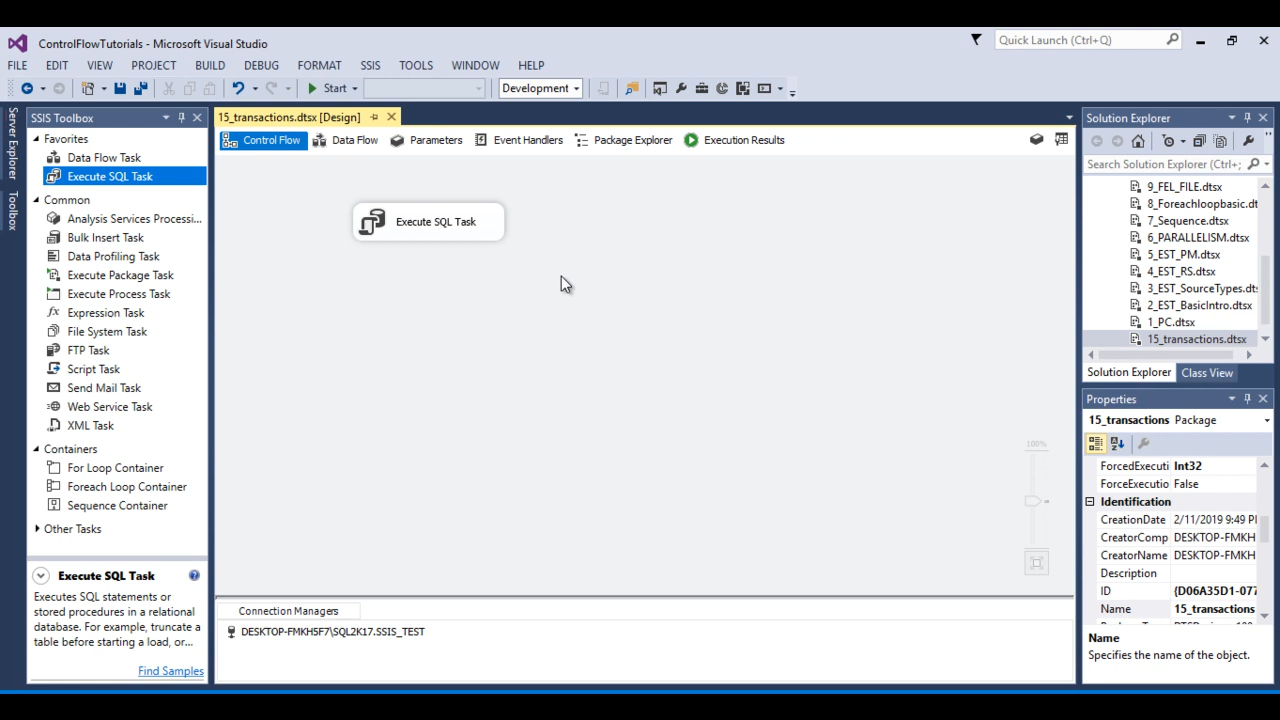 ControlFlowTutorials - Microsoft Visual Studio
Quick Launch (Ctrl+Q)
FILE EDIT VIEW PROJECT BUILD DEBUG FORMAT SSIS TOOLS WINDOW HELP
Start
Development
Server Explorer
Toolbox
SSIS Toolbox
Favorites
Data Flow Task
Execute SQL Task
Common
Analysis Services Processi...
Bulk Insert Task
Data Profiling Task
Execute Package Task
Execute Process Task
Expression Task
File System Task
FTP Task
Script Task
Send Mail Task
Web Service Task
XML Task
Containers
For Loop Container
Foreach Loop Container
Sequence Container
Other Tasks
Execute SQL Task
Executes SQL statements or
stored procedures in a relational
database. For example, truncate a
table before starting a load, or...
Find Samples
15_transactions.dtsx [Design]
Control Flow Data Flow Parameters Event Handlers Package Explorer Execution Results
Execute SQL Task
100%
Connection Managers
DESKTOP-FMKH5F7\SQL2K17.SSIS_TEST
Solution Explorer
Search Solution Explorer (Ctrl+;
9_FEL_FILE.dtsx
8_Foreachloopbasic.dt
7_Sequence.dtsx
6_PARALLELISM.dtsx
5_EST_PM.dtsx
4_EST_RS.dtsx
3_EST_SourceTypes.dt
2_EST_BasicIntro.dtsx
1_PC.dtsx
15_transactions.dtsx
Solution Explorer Class View
Properties
15_transactions Package
ForcedExecuti Int32
ForceExecutio False
Identification
CreationDate 2/11/2019 9:49 P
CreatorComp DESKTOP-FMKH
CreatorName DESKTOP-FMKH
Description
ID {D06A35D1-077
Name 15_transactions
Name
Specifies the name of the object.